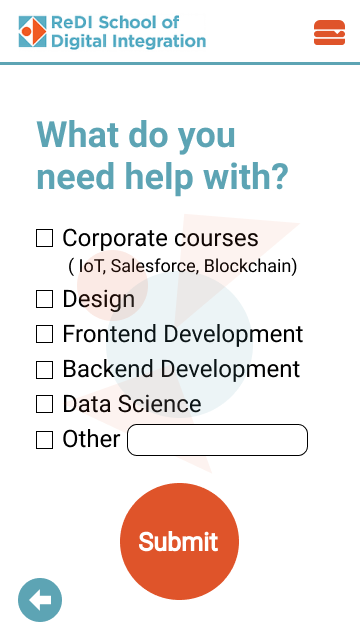 ReDI School of
Digital Integration
What do you
need help with?
Corporate courses
( IoT, Salesforce, Blockchain)
Design
Frontend Development
Backend Development
Data Science
Other
Submit